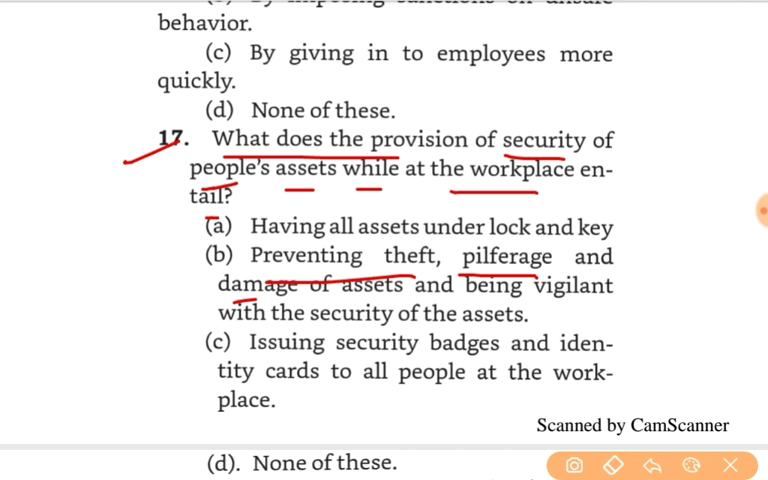 behavior.
(c) By giving in to employees more
quickly.
(d) None of these.
17. What does the provision of security of
people's assets while at the workplace en-
tail?
(a) Having all assets under lock and key
(b) Preventing theft, pilferage and
damage of assets and being vigilant
with the security of the assets.
(c) Issuing security badges and iden-
tity cards to all people at the work-
place.
Scanned by CamScanner
(d). None of these.